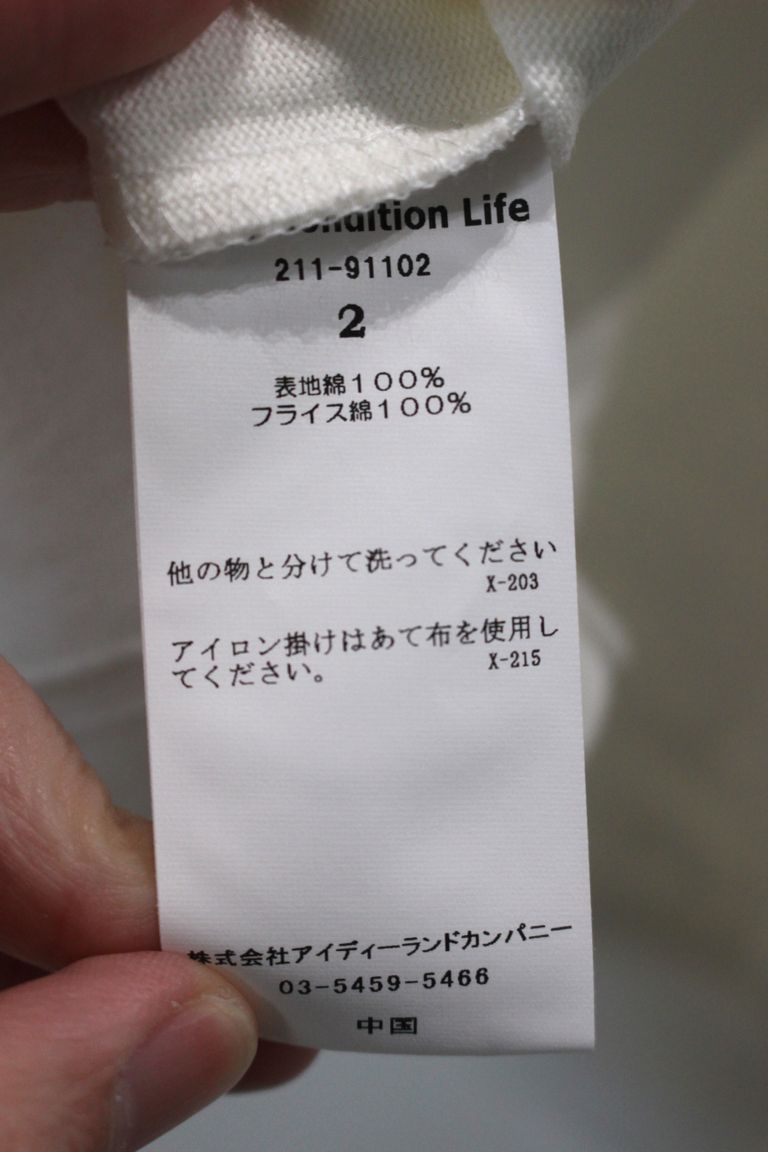 Condition Life
211-91102
2
表地綿100%
フライス綿100%
他の物と分けて洗ってください
X-203
アイロン掛けはあて布を使用し
てください。
X-215
株式会社アイディーランドカンパニー
03-5459-5466
中国